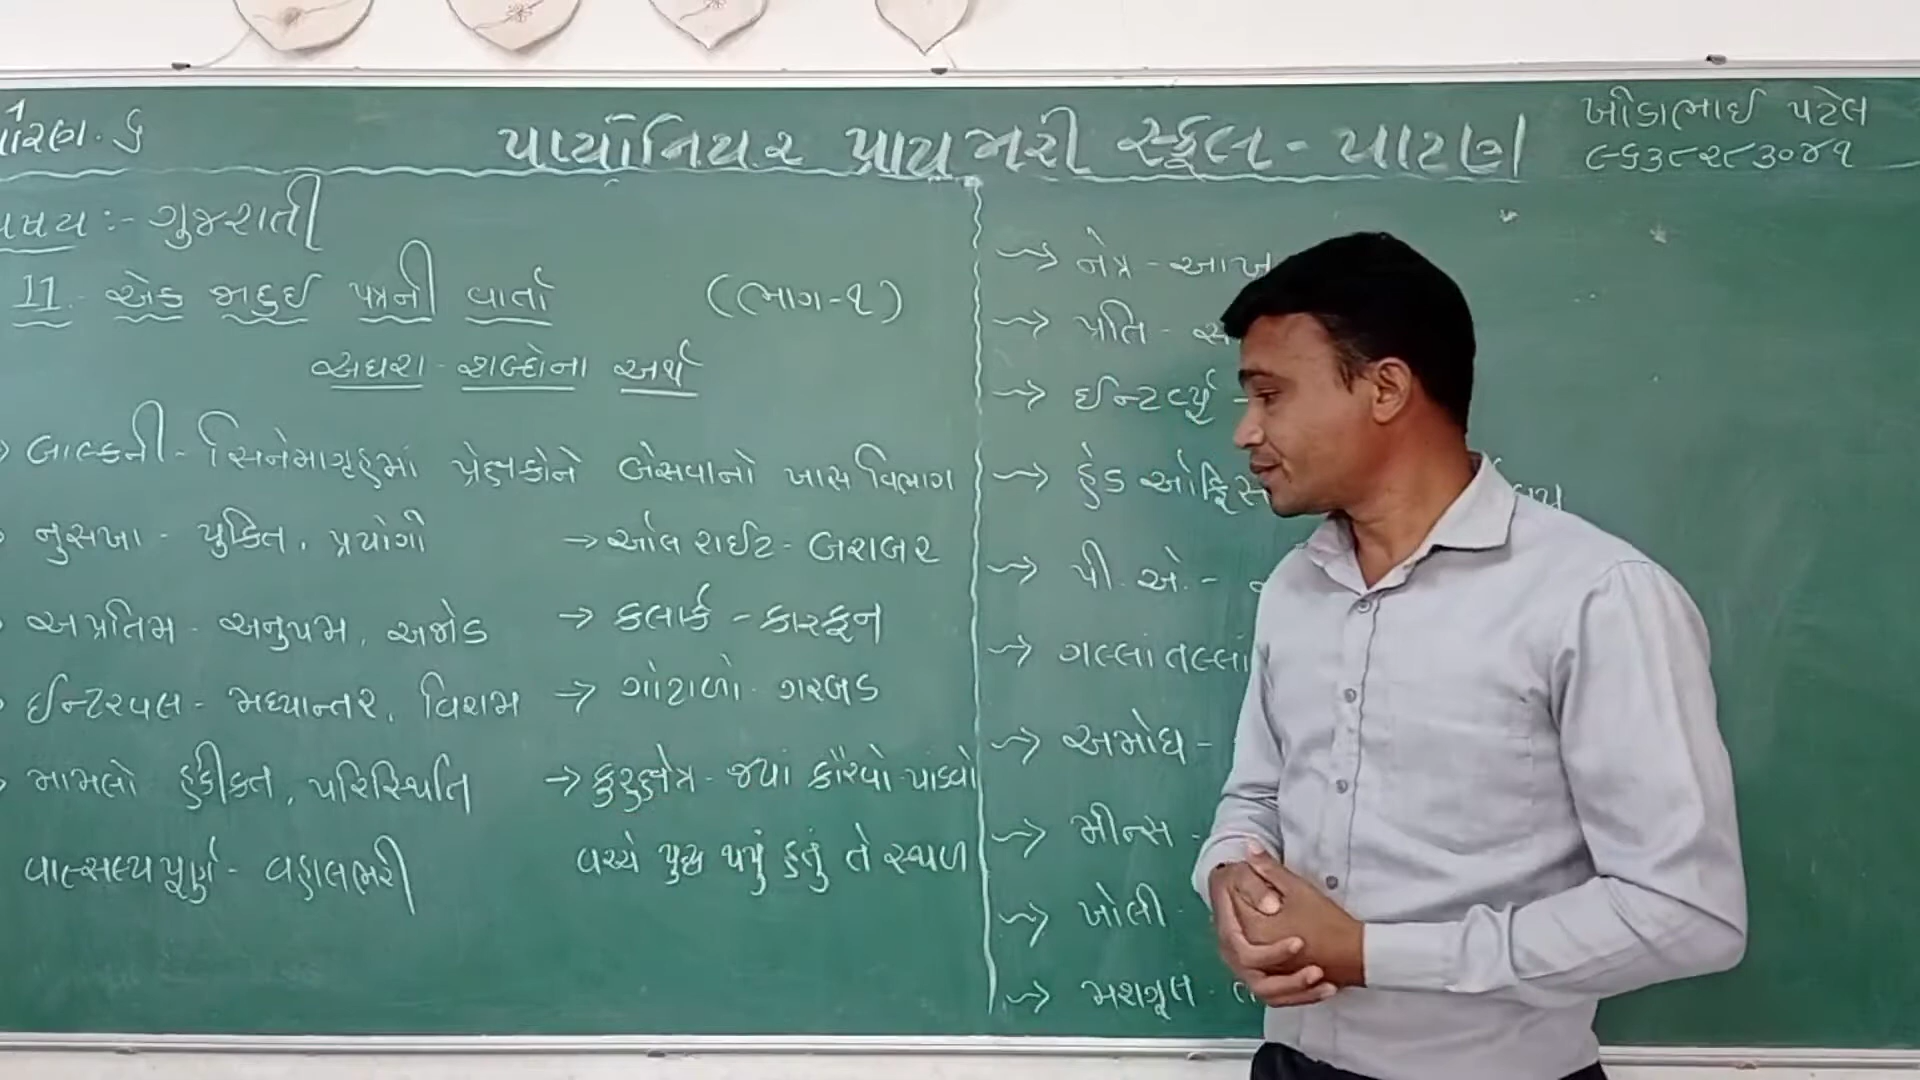 ધોરણ. ૬
પાયોનિયર પ્રાયમરી સ્કૂલ - પાટણ
ખોડાભાઈ પટેલ
૯૬૩૮૨૮૩૦૪૧
વિષય :- ગુજરાતી
11. એક જાદુઈ પત્રની વાર્તા (ભાગ-૧)
અઘરા - શબ્દોના અર્થ
બાલ્કની - સિનેમાગૃહમાં પ્રેક્ષકોને બેસવાનો ખાસ વિભાગ
નુસખા - યુક્તિ, પ્રયોગો
→ ઓલ રાઈટ - બરાબર
અપ્રતિમ - અનુપમ, અજોડ
→ કલાર્ક - કારકૂન
ઈન્ટરવલ - મધ્યાન્તર, વિરામ
→ ગોટાળો - ગરબડ
મામલો હકીકત, પરિસ્થિતિ
→ કુરુક્ષેત્ર - જ્યાં કૌરવો-પાંડવો
વાત્સલ્યપૂર્ણ - વહાલભરી
વચ્ચે યુદ્ધ થયું હતું તે સ્થળ
→ નેત્ર - આંખ
→ પ્રતિ -
→ ઈન્ટરવ્યૂ -
→ હેડ ઓફિસ
→ પી. એ. -
→ ગલ્લાંતલ્લાં
→ અમોઘ -
→ મીન્સ -
→ ખોલી -
→ મશગૂલ -